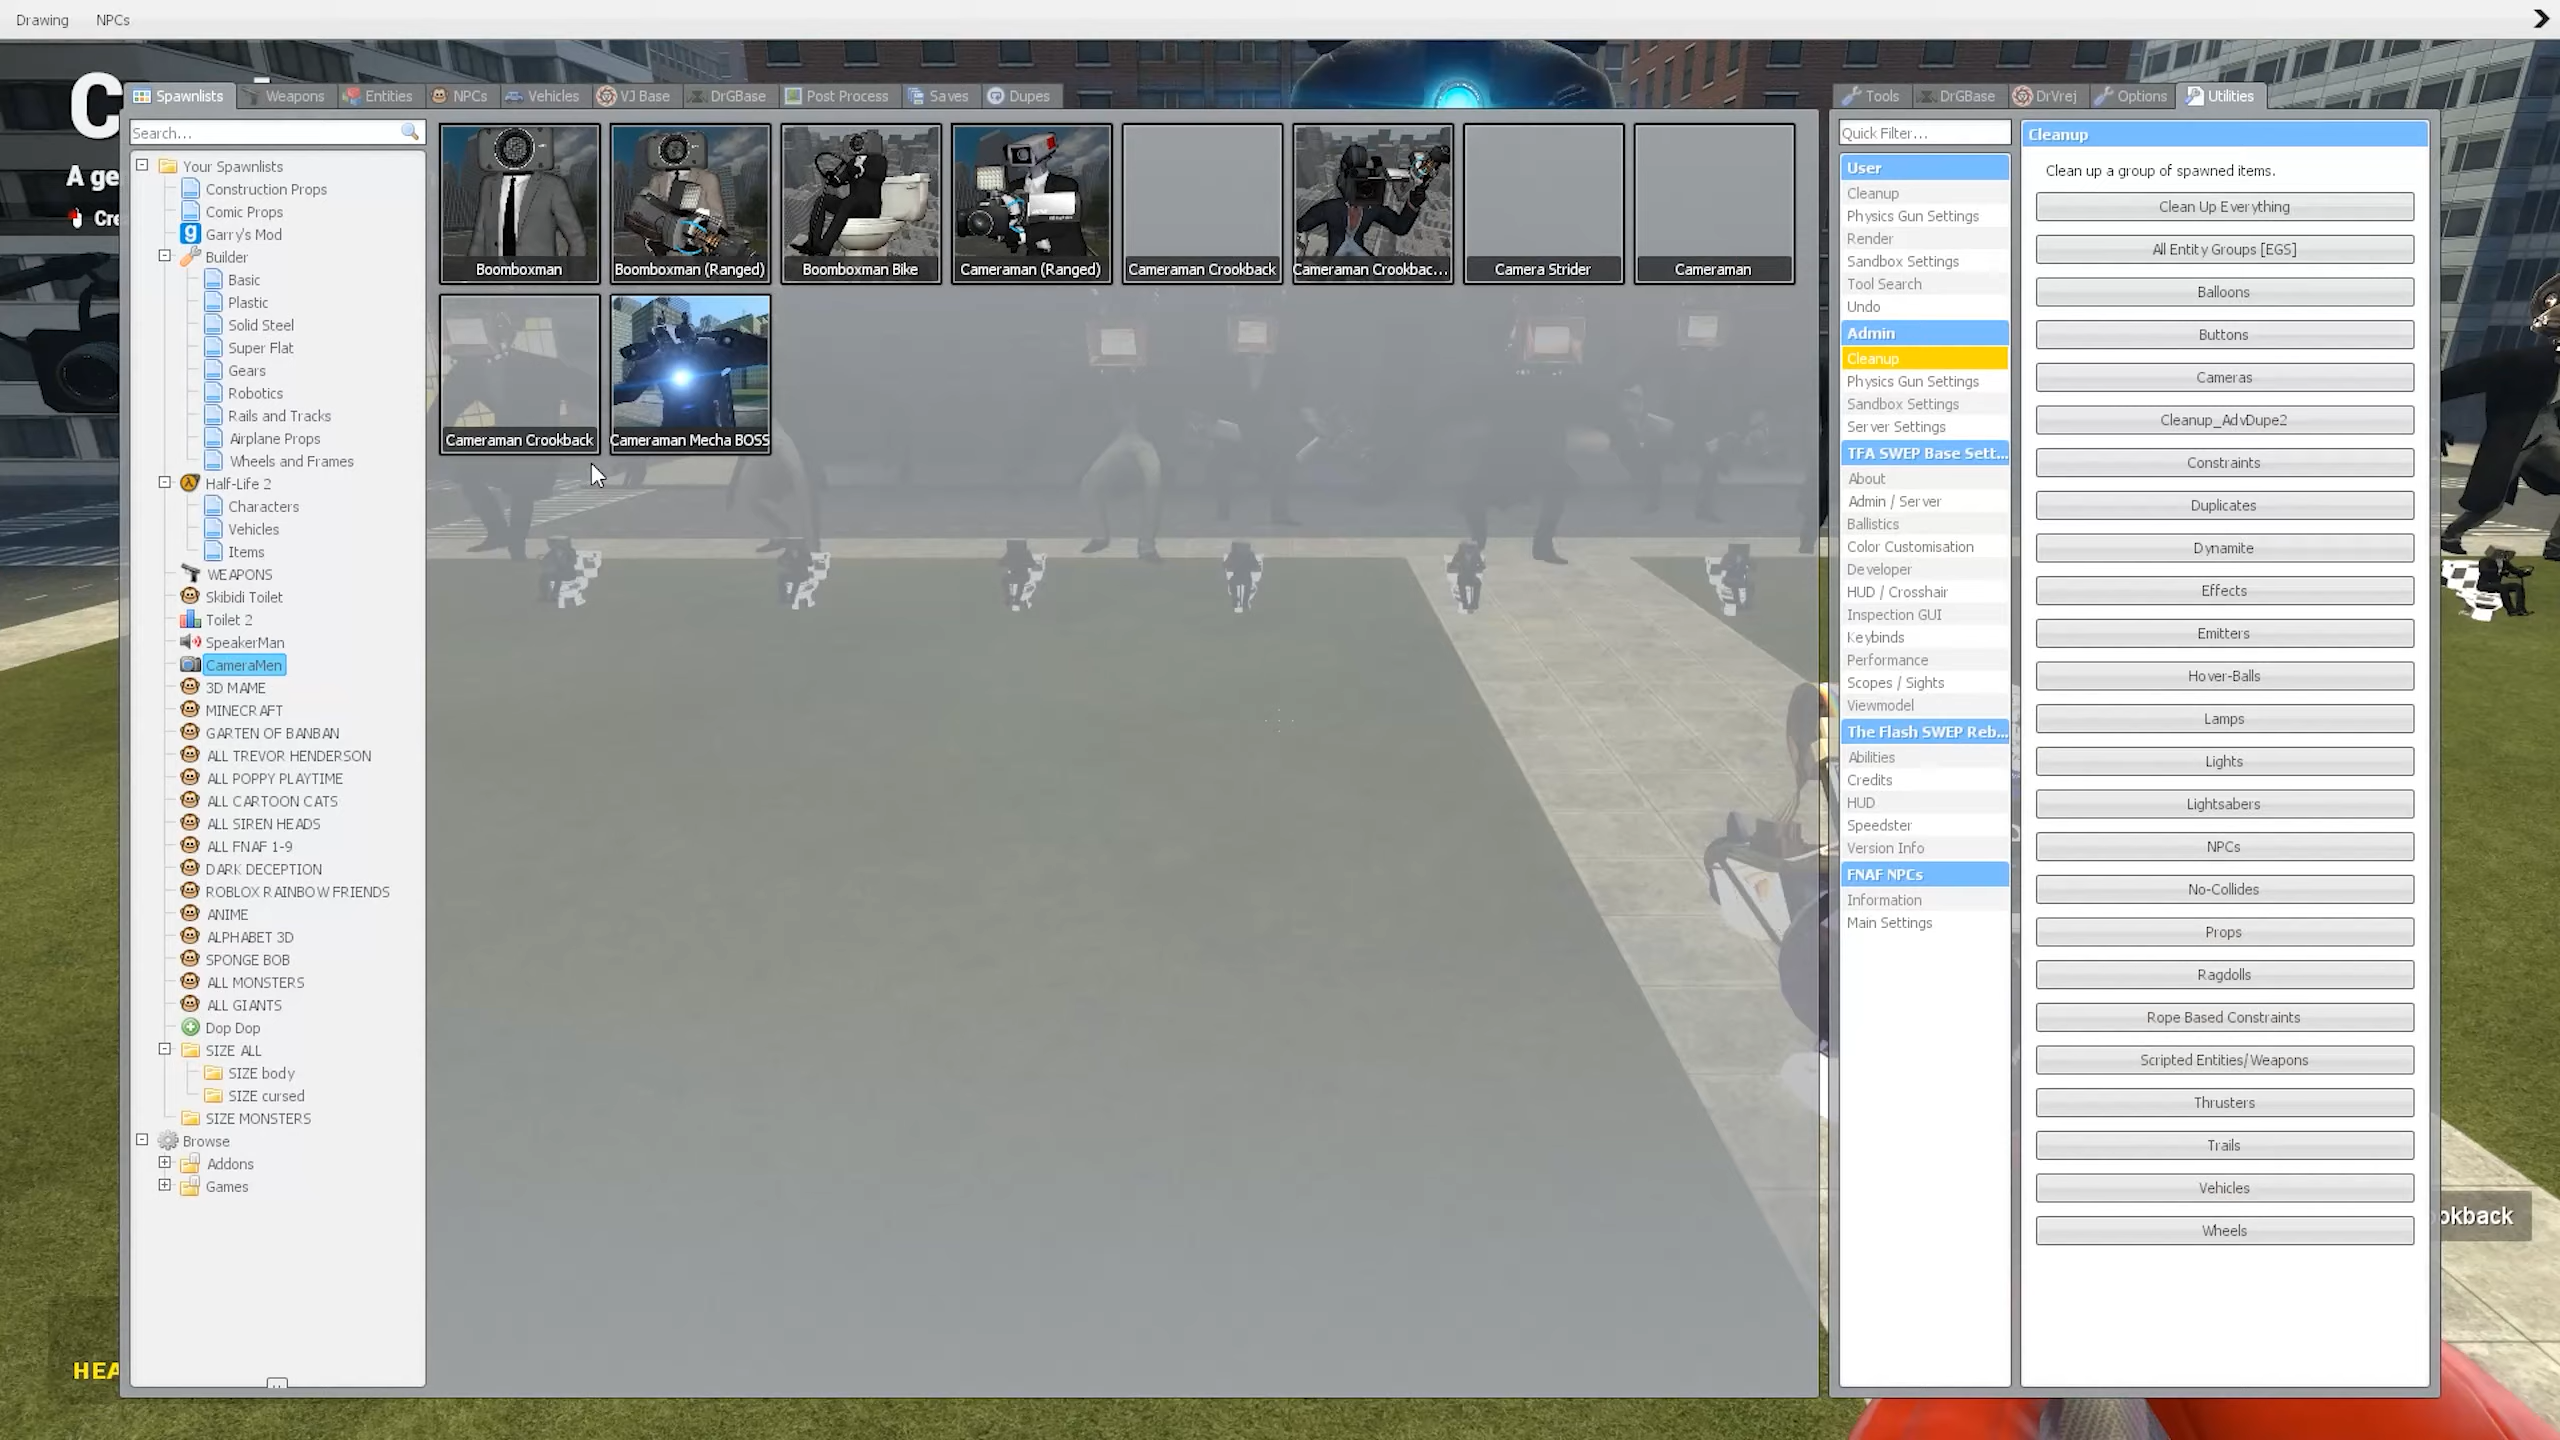 Drawing NPCs
C
A ge
Cre
HEA
Spawnlists Weapons Entities NPCs Vehicles VJ Base DrGBase Post Process Saves Dupes
Search...
Your Spawnlists
Construction Props
Comic Props
Garry's Mod
Builder
Basic
Plastic
Solid Steel
Super Flat
Gears
Robotics
Rails and Tracks
Airplane Props
Wheels and Frames
Half-Life 2
Characters
Vehicles
Items
WEAPONS
Skibidi Toilet
Toilet 2
SpeakerMan
CameraMen
3D MAME
MINECRAFT
GARTEN OF BANBAN
ALL TREVOR HENDERSON
ALL POPPY PLAYTIME
ALL CARTOON CATS
ALL SIREN HEADS
ALL FNAF 1-9
DARK DECEPTION
ROBLOX RAINBOW FRIENDS
ANIME
ALPHABET 3D
SPONGE BOB
ALL MONSTERS
ALL GIANTS
Dop Dop
SIZE ALL
SIZE body
SIZE cursed
SIZE MONSTERS
Browse
Addons
Games
Boomboxman
Boomboxman (Ranged)
Boomboxman Bike
Cameraman (Ranged)
Cameraman Crookback
Cameraman Crookbac...
Camera Strider
Cameraman
Cameraman Crookback
Cameraman Mecha BOSS
Tools DrGBase DrVrej Options Utilities
Quick Filter...
User
Cleanup
Physics Gun Settings
Render
Sandbox Settings
Tool Search
Undo
Admin
Cleanup
Physics Gun Settings
Sandbox Settings
Server Settings
TFA SWEP Base Sett...
About
Admin / Server
Ballistics
Color Customisation
Developer
HUD / Crosshair
Inspection GUI
Keybinds
Performance
Scopes / Sights
Viewmodel
The Flash SWEP Reb...
Abilities
Credits
HUD
Speedster
Version Info
FNAF NPCs
Information
Main Settings
Cleanup
Clean up a group of spawned items.
Clean Up Everything
All Entity Groups [EGS]
Balloons
Buttons
Cameras
Cleanup_AdvDupe2
Constraints
Duplicates
Dynamite
Effects
Emitters
Hover-Balls
Lamps
Lights
Lightsabers
NPCs
No-Collides
Props
Ragdolls
Rope Based Constraints
Scripted Entities/Weapons
Thrusters
Trails
Vehicles
Wheels
okback